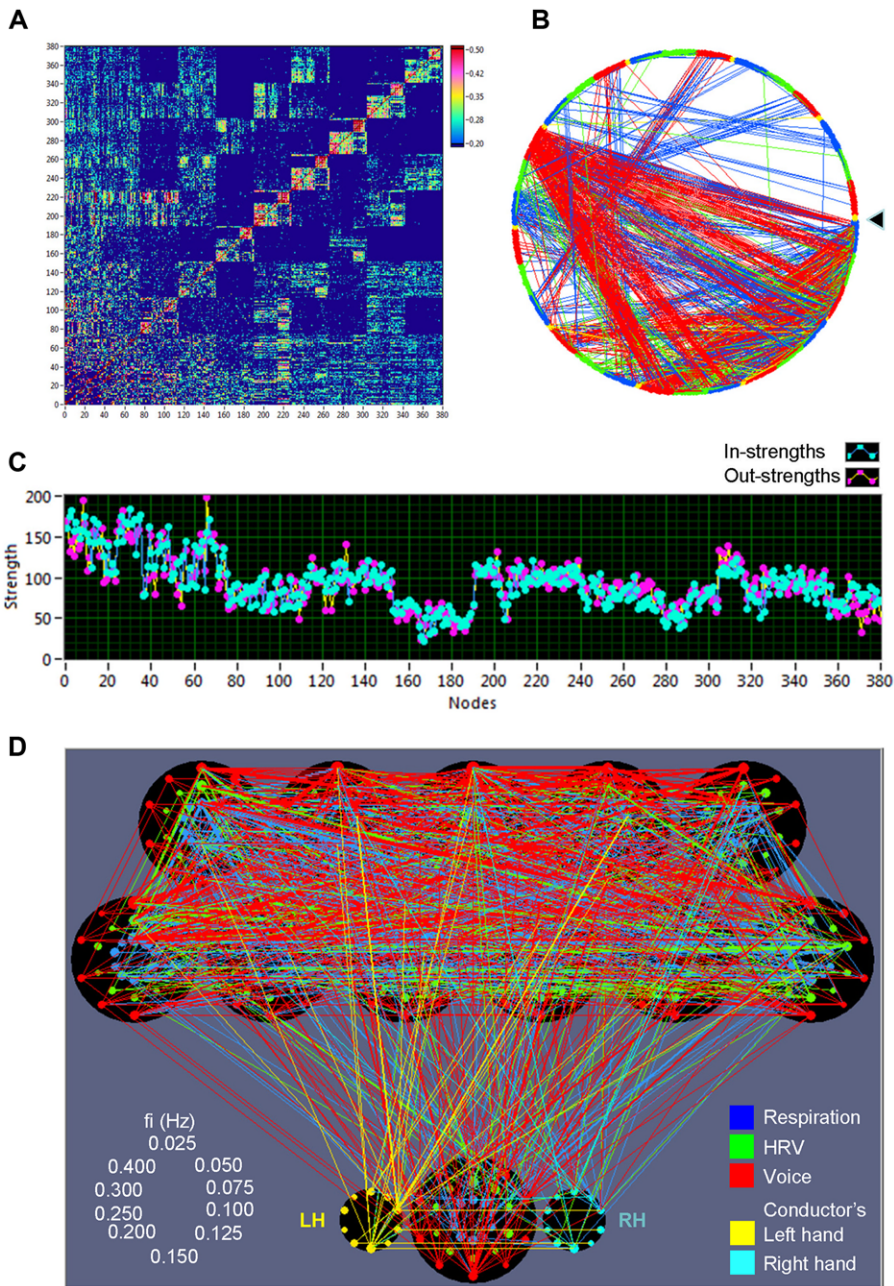 A
B
380
360
340
320
300
280
260
240
220
200
180
160
140
120
100
80
60
40
20
0
0 20 40 60 80 100 120 140 160 180 200 220 240 260 280 300 320 340 360 380
0.50
0.42
0.35
0.28
0.20
C
In-strengths
Out-strengths
200
150
100
50
0
Strength
0 20 40 60 80 100 120 140 160 180 200 220 240 260 280 300 320 340 360 380
Nodes
D
fi (Hz)
0.025
0.400 0.050
0.300 0.075
0.250 0.100
0.200 0.125
0.150
LH
RH
Respiration
HRV
Voice
Conductor's
Left hand
Right hand